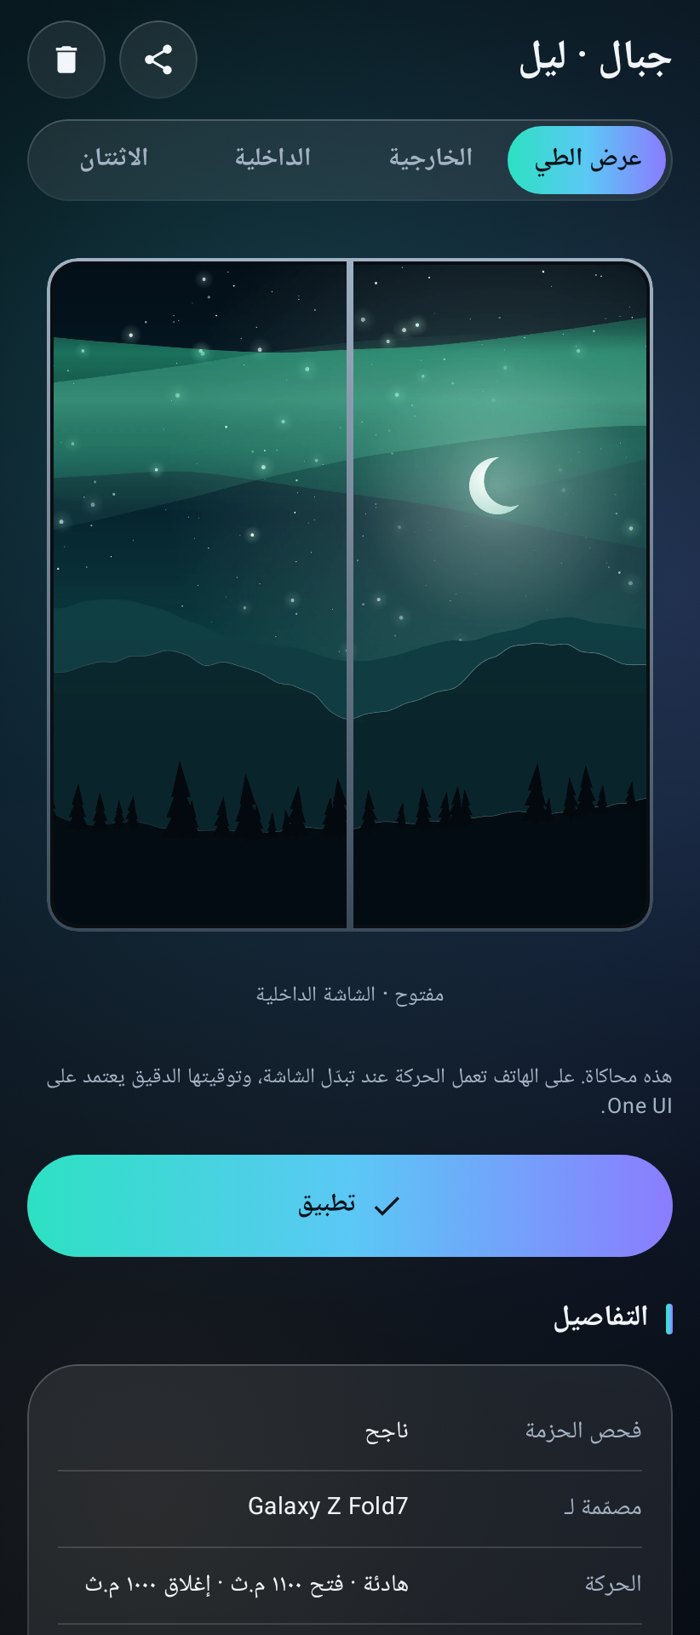 جبال · ليل
عرض الطي
الخارجية
الداخلية
الاثنتان
مفتوح · الشاشة الداخلية
هذه محاكاة. على الهاتف تعمل الحركة عند تبدّل الشاشة، وتوقيتها الدقيق يعتمد على
One UI.
تطبيق
التفاصيل
فحص الحزمة
ناجح
مصمّمة لـ
Galaxy Z Fold7
الحركة
هادئة · فتح ١١٠٠ م.ث · إغلاق ١٠٠٠ م.ث